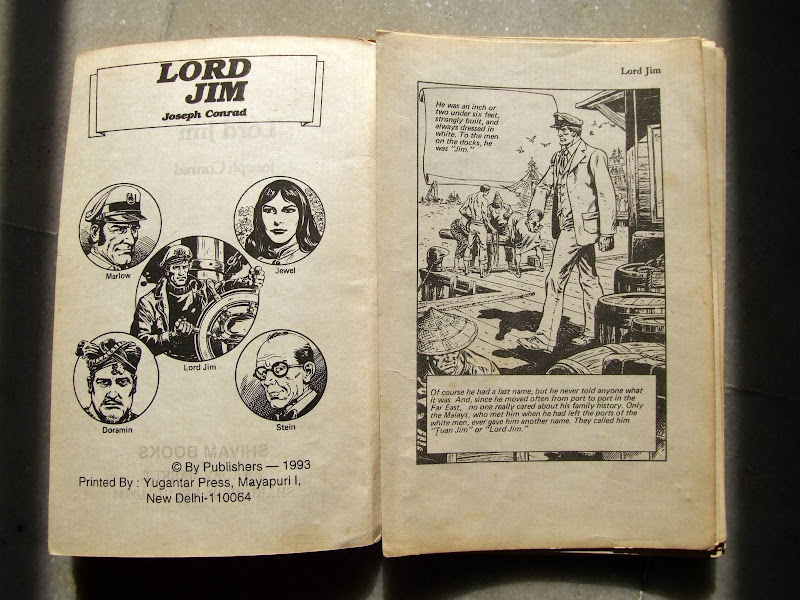 LORD
JIM
Joseph Conrad
Marlow
Jewel
Lord Jim
Doramin
Stein
SHIVAM BOOKS
© By Publishers — 1993
Printed By : Yugantar Press, Mayapuri I,
New Delhi-110064
Lord Jim
He was an inch or
two under six feet,
strongly built, and
always dressed in
white. To the men
on the docks, he
was "Jim."
Of course he had a last name, but he never told anyone what
it was. And, since he moved often from port to port in the
Far East, no one really cared about his family history. Only
the Malays, who met him when he had left the ports of the
white men, ever gave him another name. They called him
"Tuan Jim" or "Lord Jim."